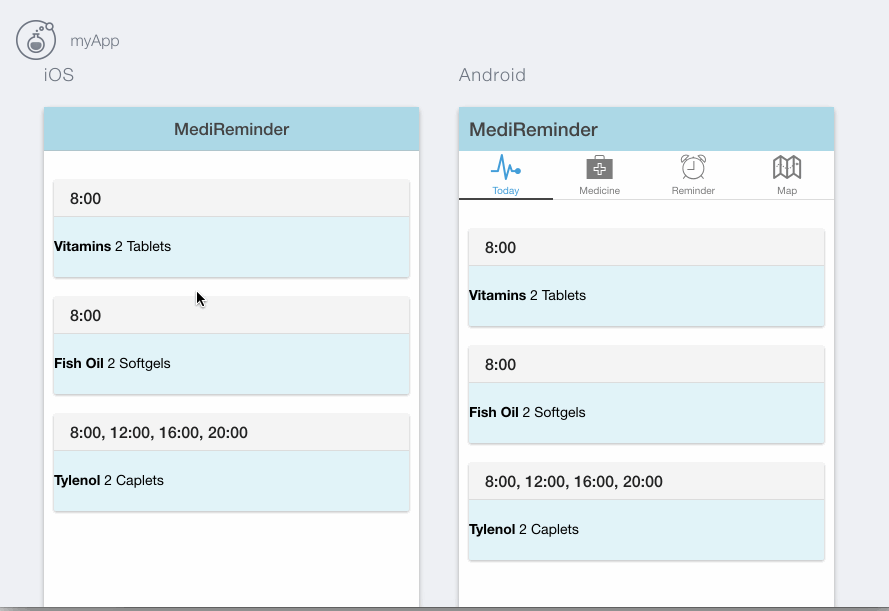 myApp
iOS
MediReminder
8:00
Vitamins 2 Tablets
8:00
Fish Oil 2 Softgels
8:00, 12:00, 16:00, 20:00
Tylenol 2 Caplets
Android
MediReminder
Today Medicine Reminder Map
8:00
Vitamins 2 Tablets
8:00
Fish Oil 2 Softgels
8:00, 12:00, 16:00, 20:00
Tylenol 2 Caplets